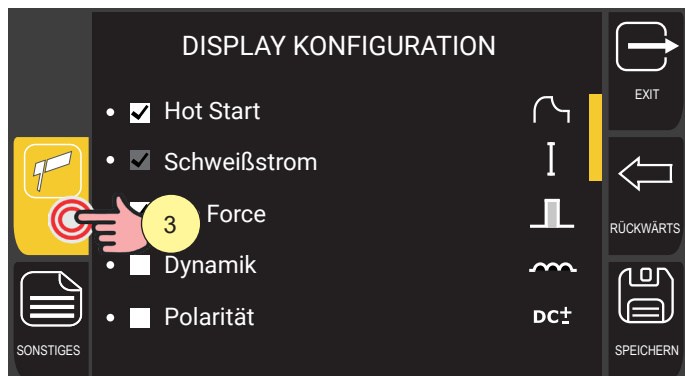 DISPLAY KONFIGURATION
EXIT
Hot Start
Schweißstrom
Force
3
RÜCKWÄRTS
Dynamik
Polarität
DC±
SONSTIGES
SPEICHERN